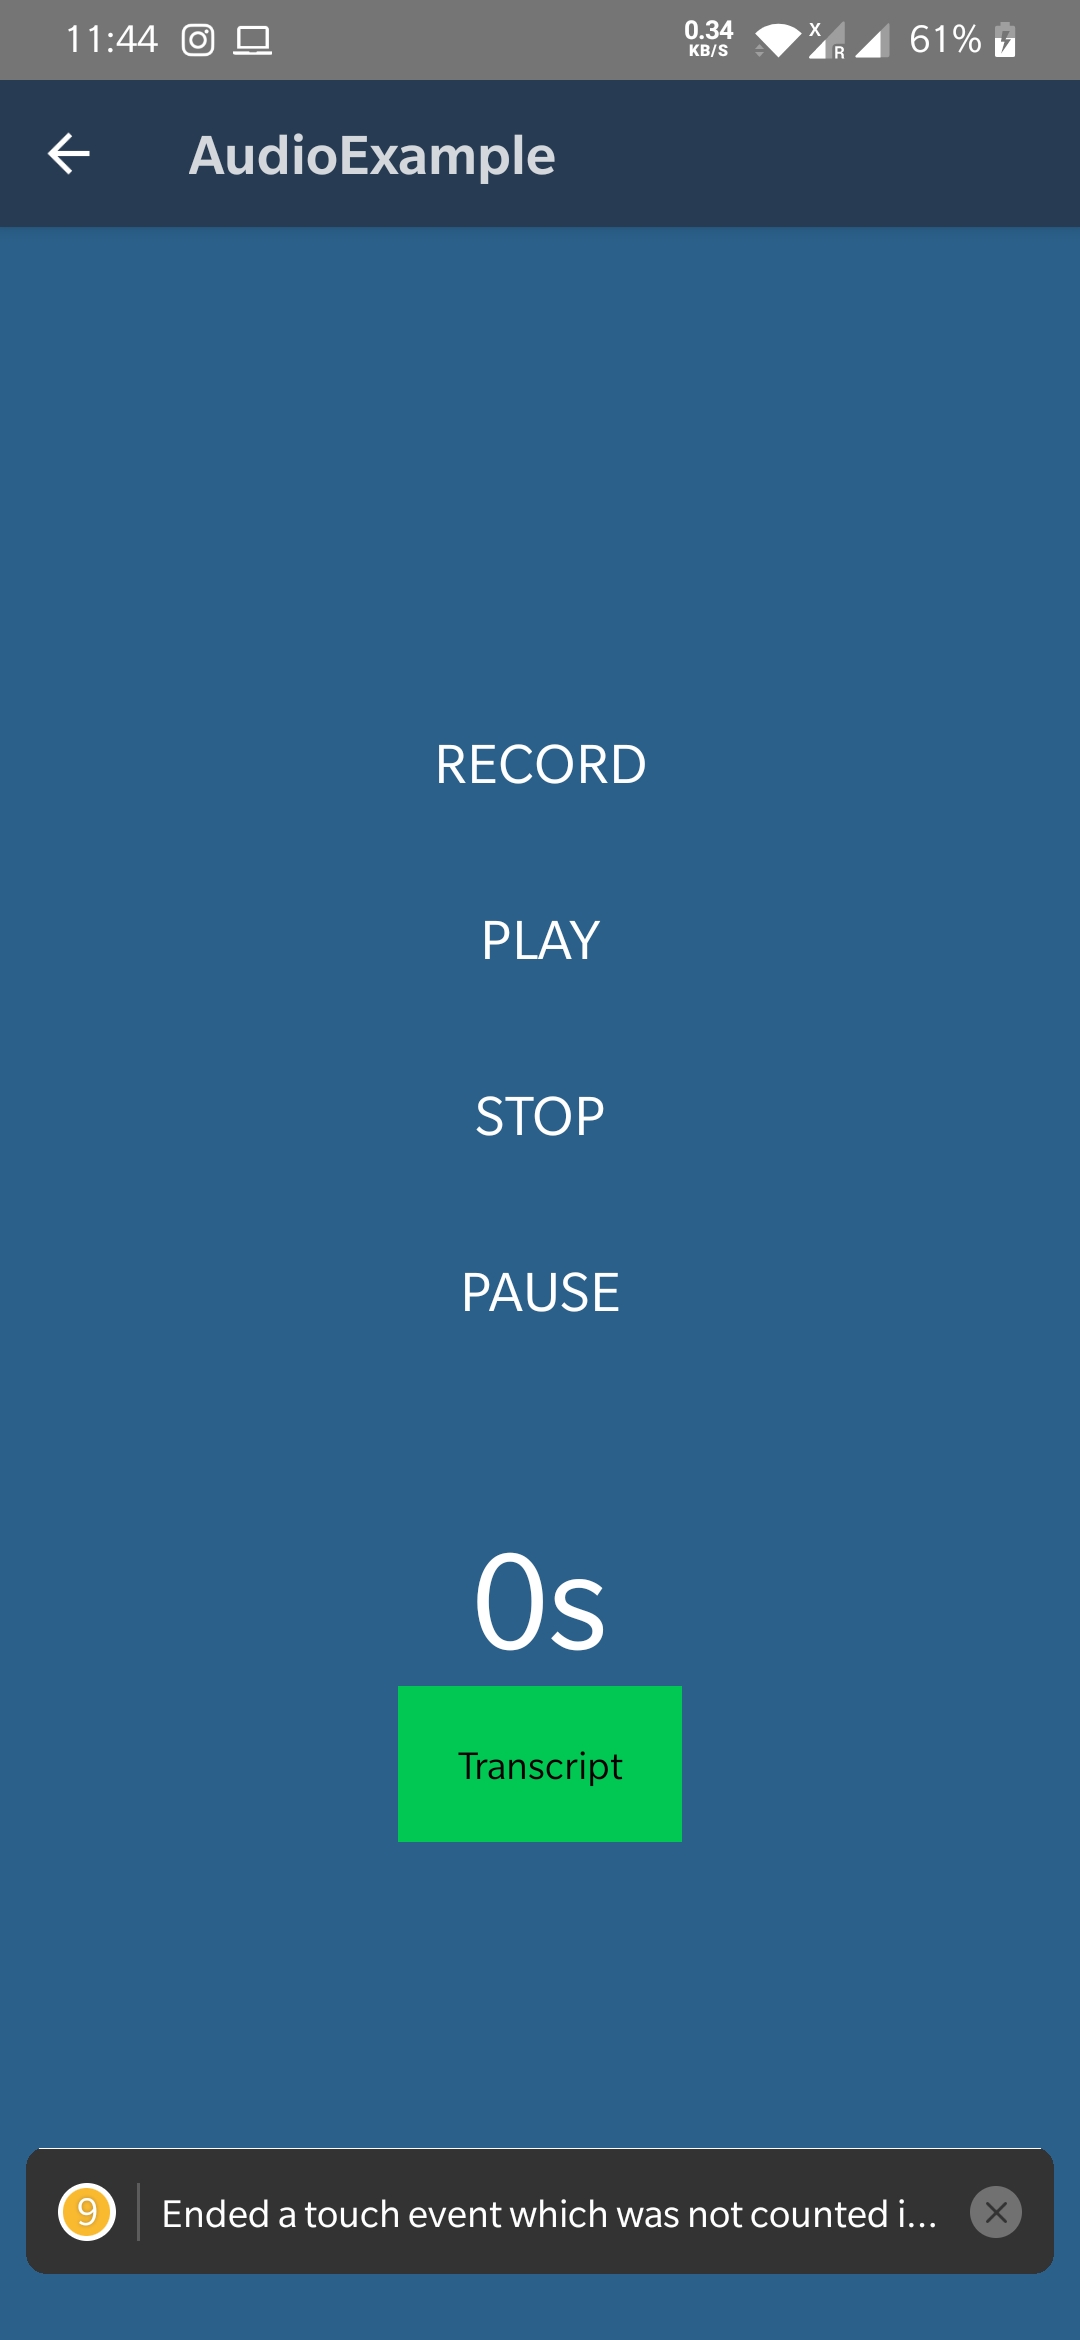 11:44 0.34 KB/S X R 61%
AudioExample
RECORD
PLAY
STOP
PAUSE
0s
Transcript
9 Ended a touch event which was not counted i...